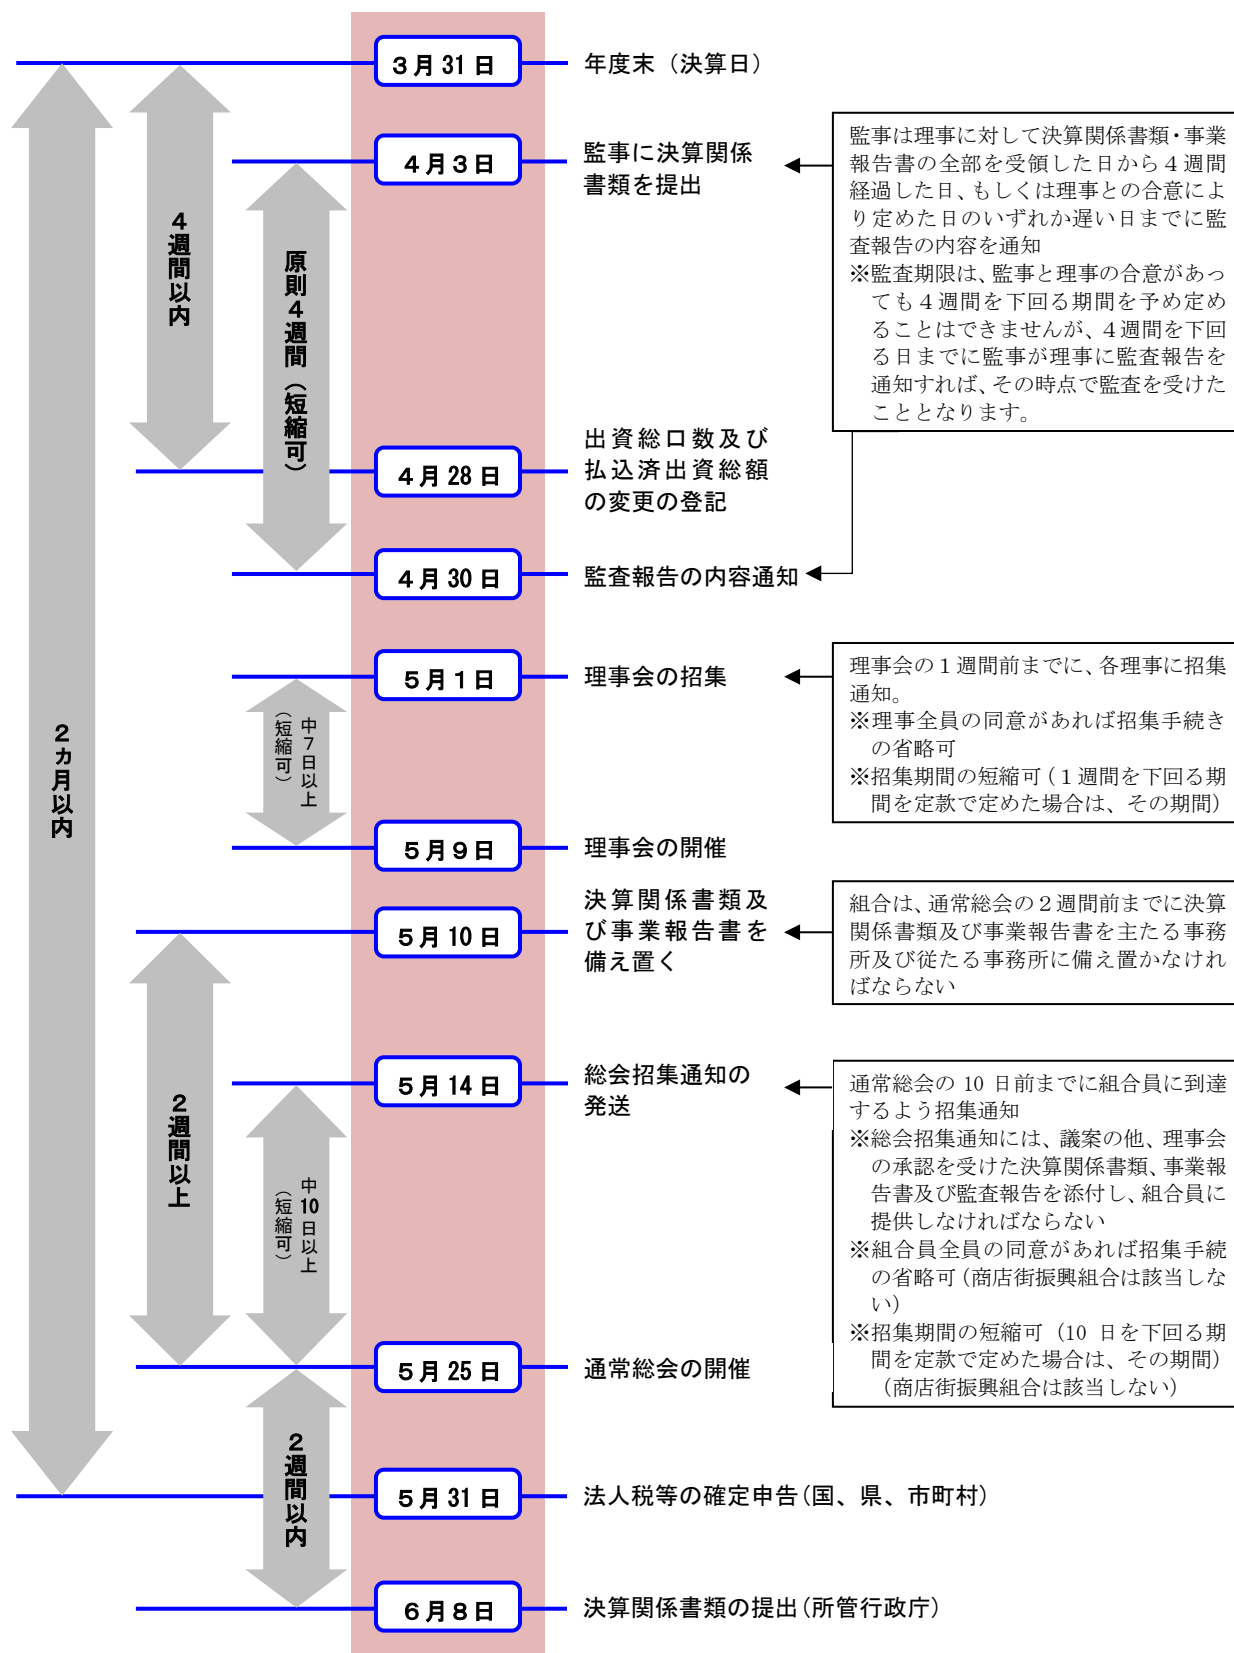 3月31日
年度末（決算日）
4月3日
監事に決算関係
書類を提出
監事は理事に対して決算関係書類・事業
報告書の全部を受領した日から４週間
経過した日、もしくは理事との合意によ
り定めた日のいずれか遅い日までに監
査報告の内容を通知
※監査期限は、監事と理事の合意があっ
ても４週間を下回る期間を予め定め
ることはできませんが、４週間を下回
る日までに監事が理事に監査報告を
通知すれば、その時点で監査を受けた
こととなります。
４週間以内
原則４週間（短縮可）
4月28日
出資総口数及び
払込済出資総額
の変更の登記
4月30日
監査報告の内容通知
5月1日
理事会の招集
理事会の１週間前までに、各理事に招集
通知。
※理事全員の同意があれば招集手続き
の省略可
※招集期間の短縮可（１週間を下回る期
間を定款で定めた場合は、その期間）
中７日以上
（短縮可）
２カ月以内
5月9日
理事会の開催
5月10日
決算関係書類及
び事業報告書を
備え置く
組合は、通常総会の２週間前までに決算
関係書類及び事業報告書を主たる事務
所及び従たる事務所に備え置かなけれ
ばならない
5月14日
総会招集通知の
発送
通常総会の 10 日前までに組合員に到達
するよう招集通知
※総会招集通知には、議案の他、理事会
の承認を受けた決算関係書類、事業報
告書及び監査報告を添付し、組合員に
提供しなければならない
※組合員全員の同意があれば招集手続
の省略可（商店街振興組合は該当しな
い）
※招集期間の短縮可（10 日を下回る期
間を定款で定めた場合は、その期間）
（商店街振興組合は該当しない）
２週間以上
中10日以上
（短縮可）
5月25日
通常総会の開催
２週間以内
5月31日
法人税等の確定申告（国、県、市町村）
6月8日
決算関係書類の提出（所管行政庁）